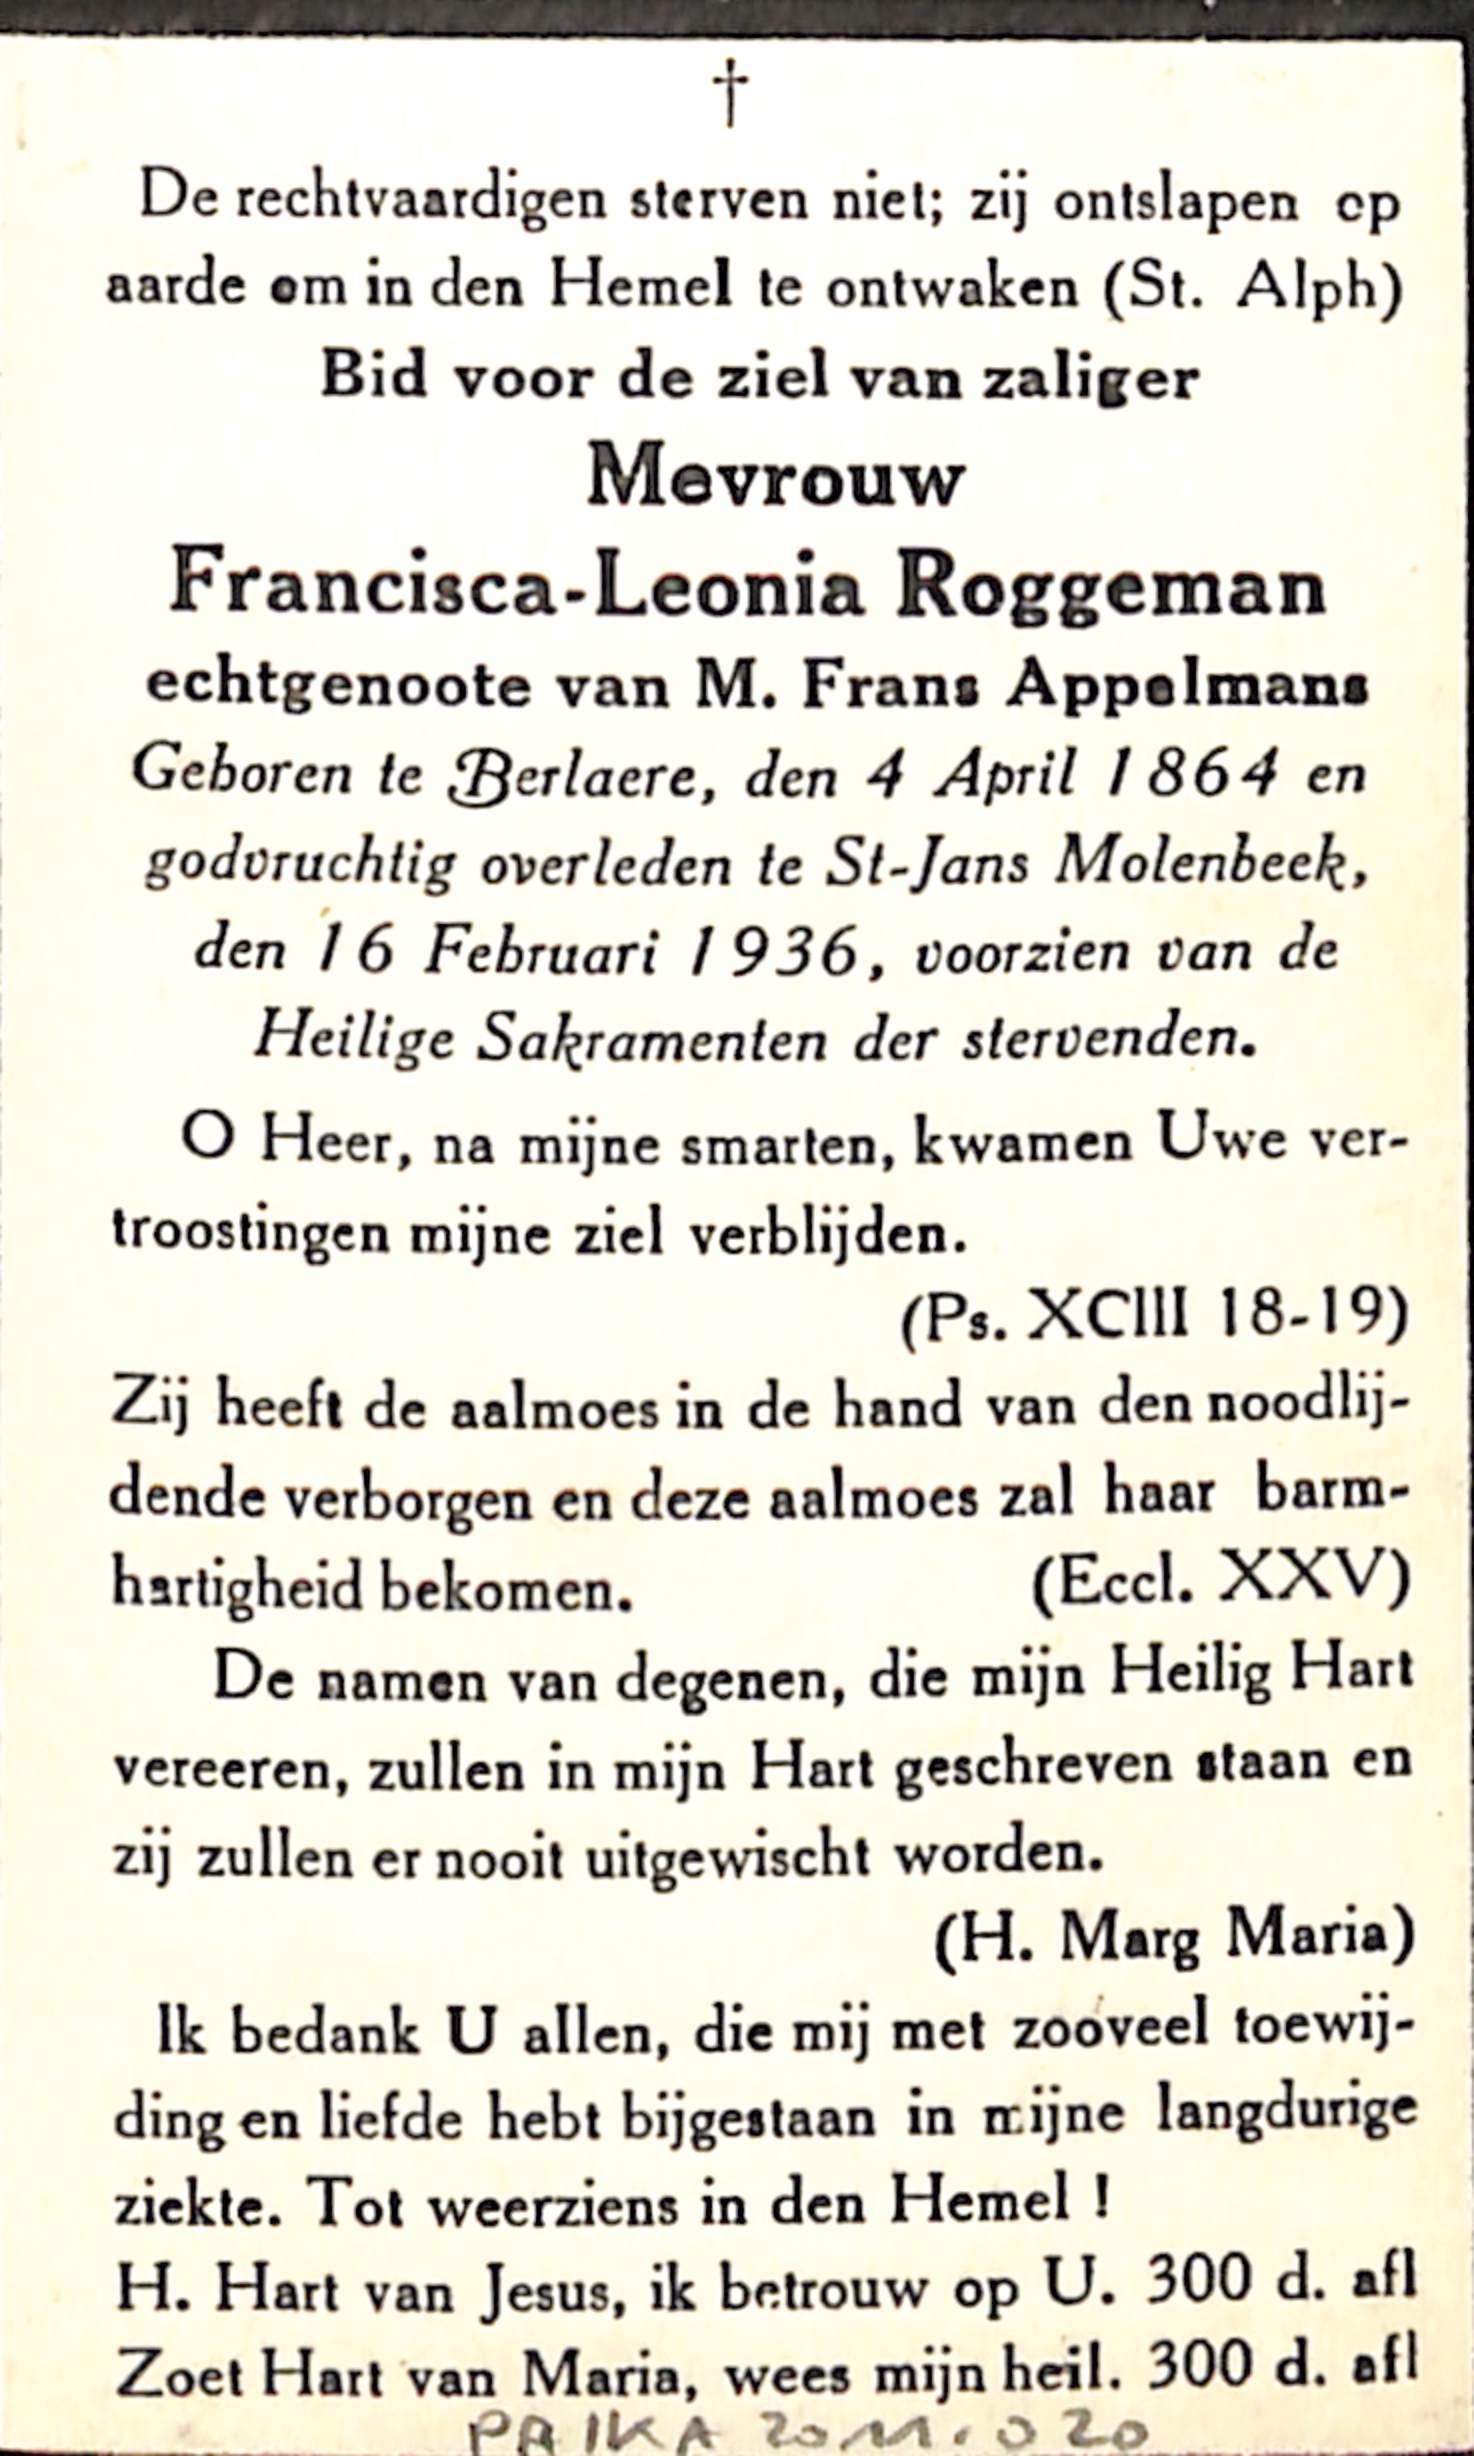 †
De rechtvaardigen sterven niet; zij ontslapen op
aarde om in den Hemel te ontwaken (St. Alph)
Bid voor de ziel van zaliger
Mevrouw
Francisca-Leonia Roggeman
echtgenoote van M. Frans Appelmans
Geboren te Berlaere, den 4 April 1864 en
godvruchtig overleden te St-Jans Molenbeek,
den 16 Februari 1936, voorzien van de
Heilige Sakramenten der stervenden.
O Heer, na mijne smarten, kwamen Uwe ver-
troostingen mijne ziel verblijden.
(Ps. XCIII 18-19)
Zij heeft de aalmoes in de hand van den noodlij-
dende verborgen en deze aalmoes zal haar barm-
hartigheid bekomen. (Eccl. XXV)
De namen van degenen, die mijn Heilig Hart
vereeren, zullen in mijn Hart geschreven staan en
zij zullen er nooit uitgewischt worden.
(H. Marg Maria)
Ik bedank U allen, die mij met zooveel toewij-
ding en liefde hebt bijgestaan in mijne langdurige
ziekte. Tot weerziens in den Hemel !
H. Hart van Jesus, ik betrouw op U. 300 d. afl
Zoet Hart van Maria, wees mijn heil. 300 d. afl
PRIKA 2011.020